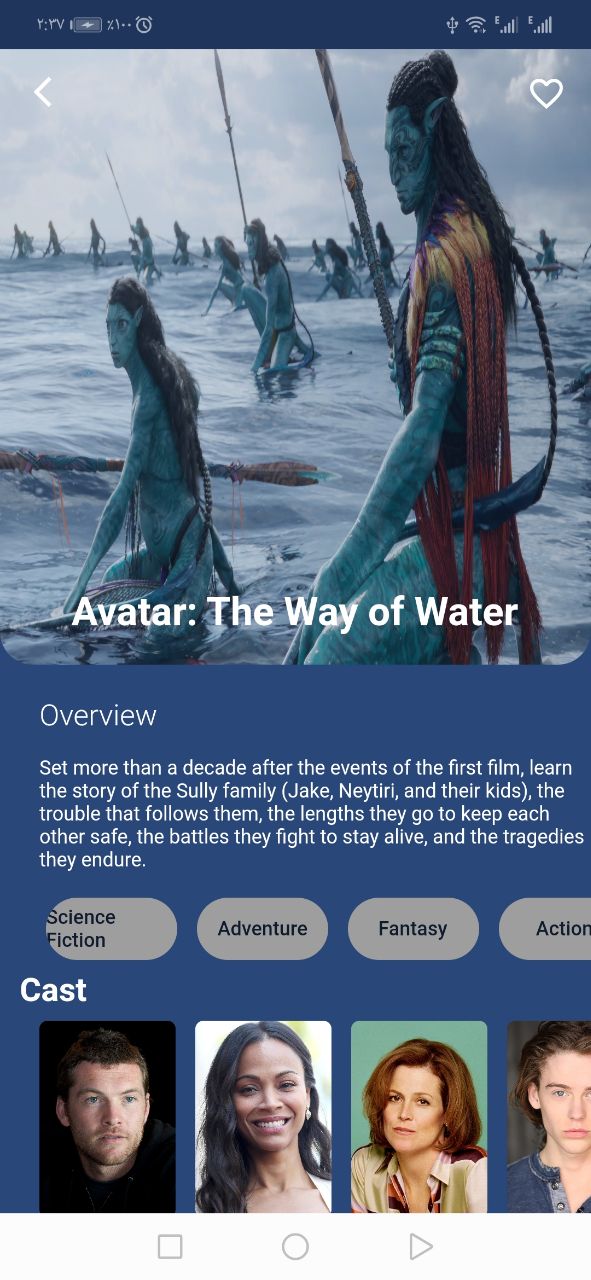 ٢:٣٧
٪١٠٠
E
E
Avatar: The Way of Water
Overview
Set more than a decade after the events of the first film, learn
the story of the Sully family (Jake, Neytiri, and their kids), the
trouble that follows them, the lengths they go to keep each
other safe, the battles they fight to stay alive, and the tragedies
they endure.
Science
Fiction
Adventure
Fantasy
Action
Cast